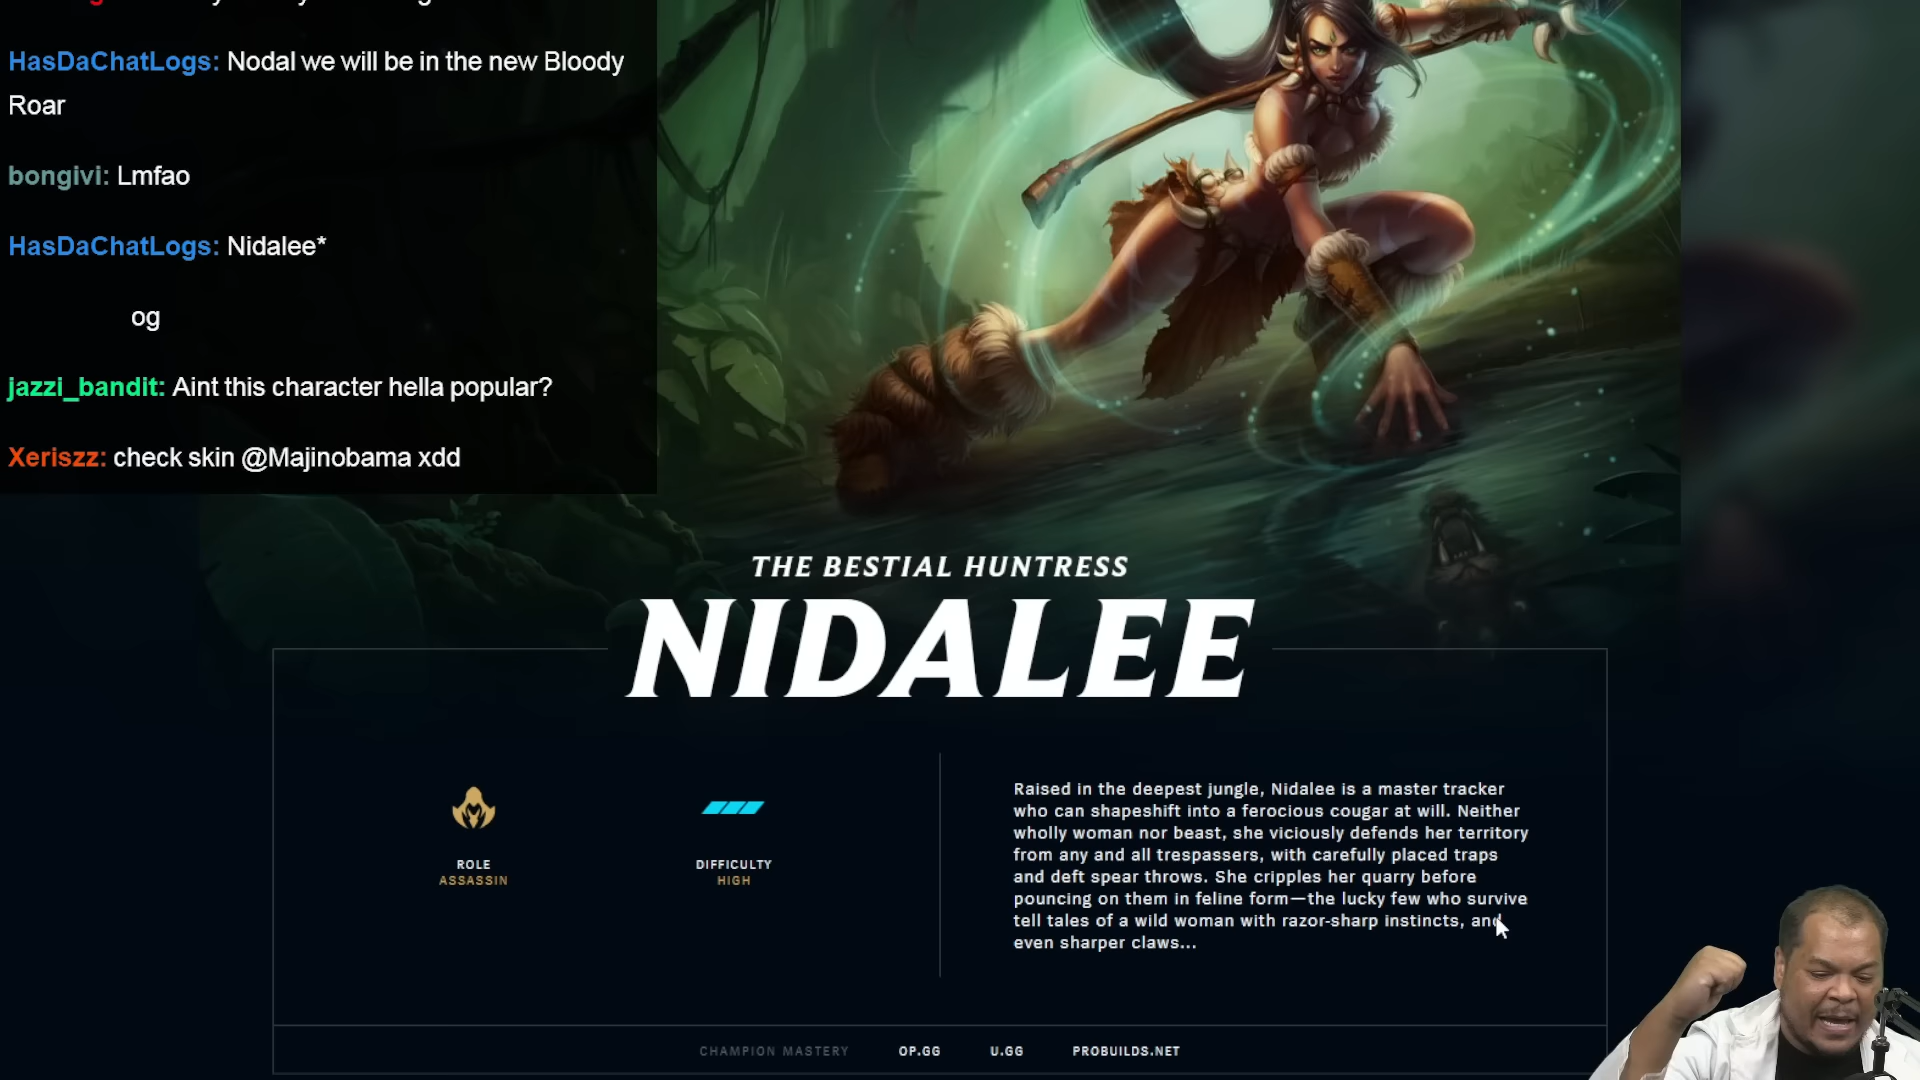 HasDaChatLogs: Nodal we will be in the new Bloody
Roar
bongivi: Lmfao
HasDaChatLogs: Nidalee*
og
jazzi_bandit: Aint this character hella popular?
Xeriszz: check skin @Majinobama xdd
THE BESTIAL HUNTRESS
NIDALEE
ROLE
ASSASSIN
DIFFICULTY
HIGH
Raised in the deepest jungle, Nidalee is a master tracker
who can shapeshift into a ferocious cougar at will. Neither
wholly woman nor beast, she viciously defends her territory
from any and all trespassers, with carefully placed traps
and deft spear throws. She cripples her quarry before
pouncing on them in feline form—the lucky few who survive
tell tales of a wild woman with razor-sharp instincts, and
even sharper claws...
CHAMPION MASTERY OP.GG U.GG PROBUILDS.NET